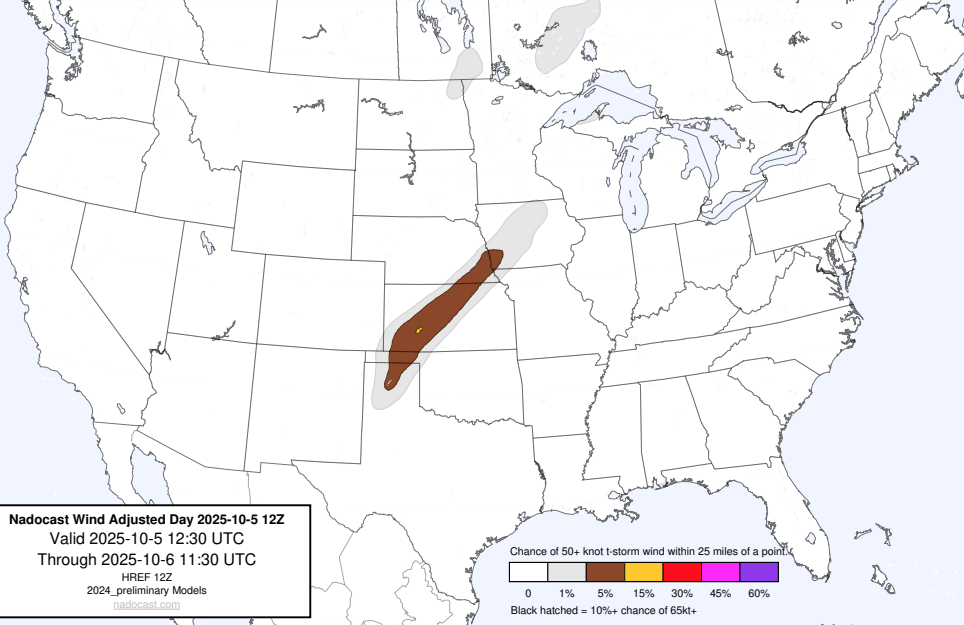 Nadocast Wind Adjusted Day 2025-10-5 12Z
Valid 2025-10-5 12:30 UTC
Through 2025-10-6 11:30 UTC
HREF 12Z
2024_preliminary Models
nadocast.com
Chance of 50+ knot t-storm wind within 25 miles of a point.
0 1% 5% 15% 30% 45% 60%
Black hatched = 10%+ chance of 65kt+